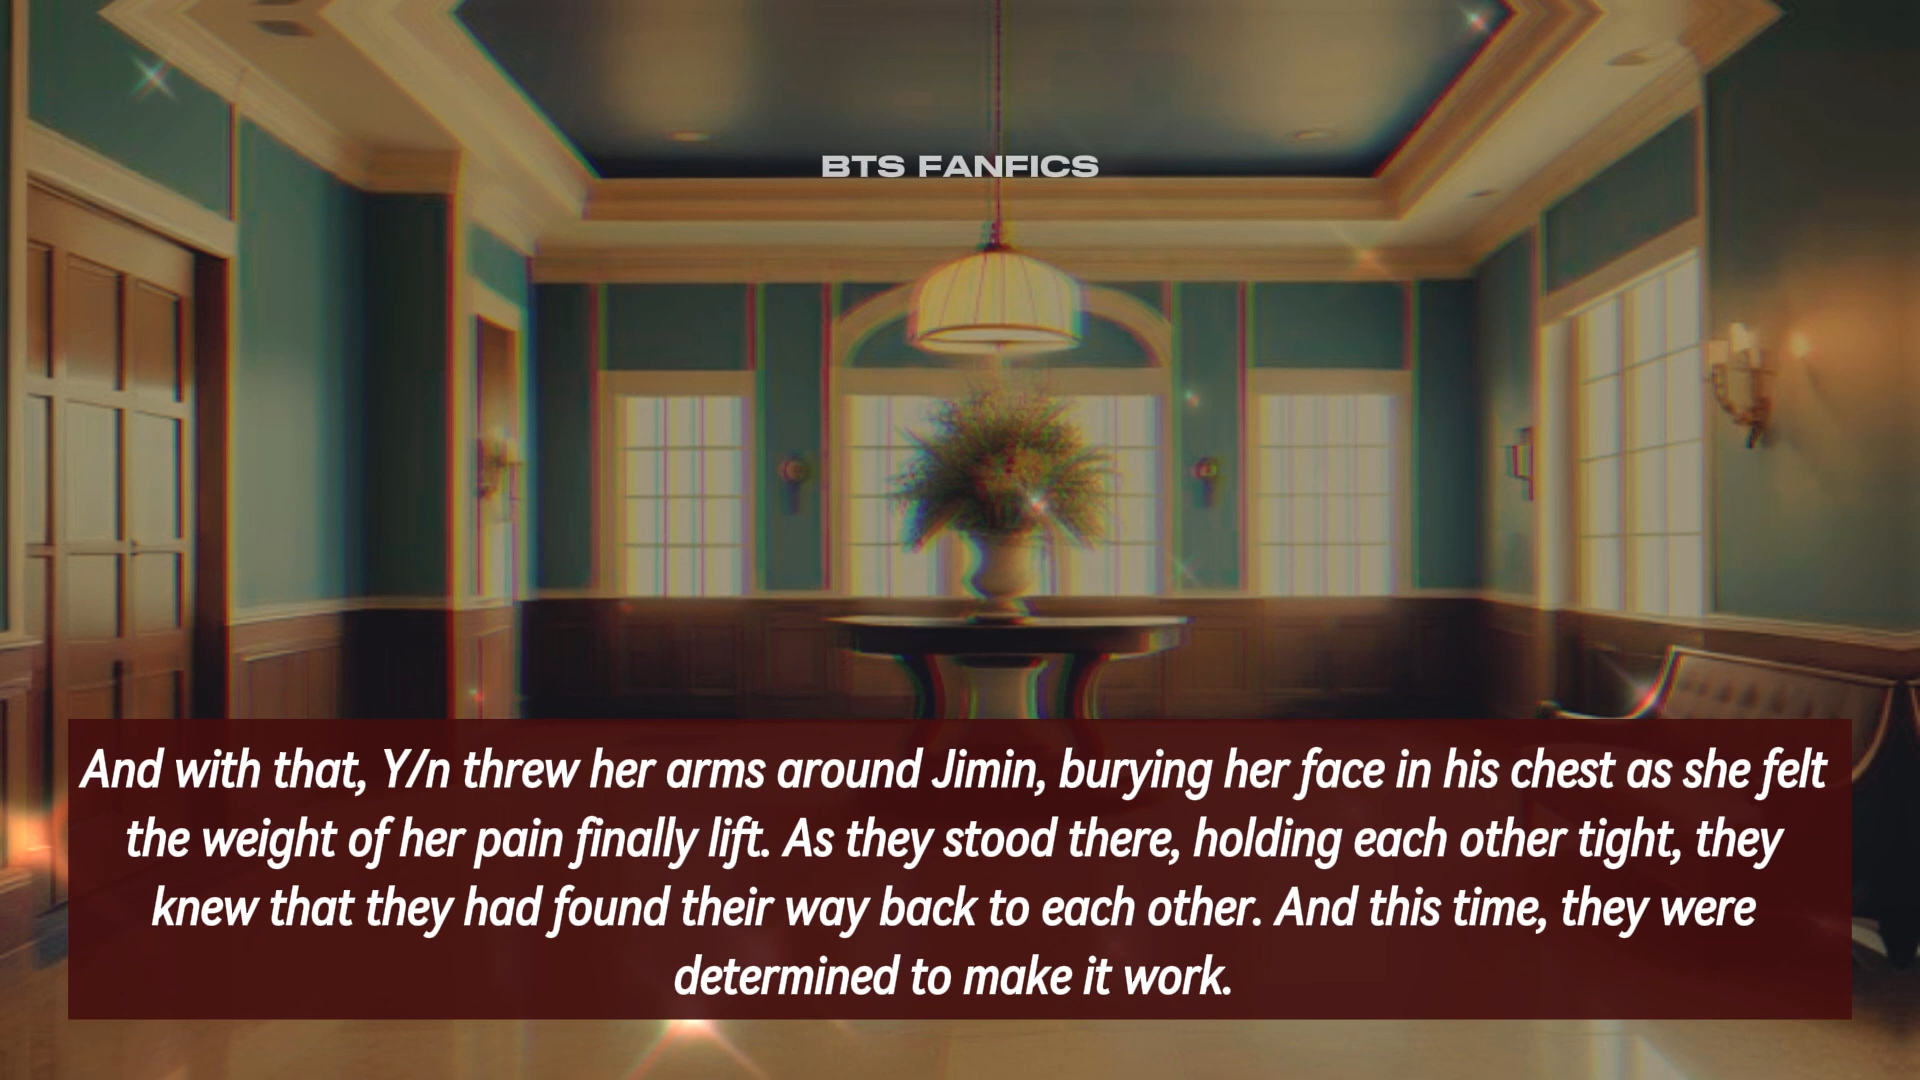 BTS FANFICS
And with that, Y/n threw her arms around Jimin, burying her face in his chest as she felt
the weight of her pain finally lift. As they stood there, holding each other tight, they
knew that they had found their way back to each other. And this time, they were
determined to make it work.